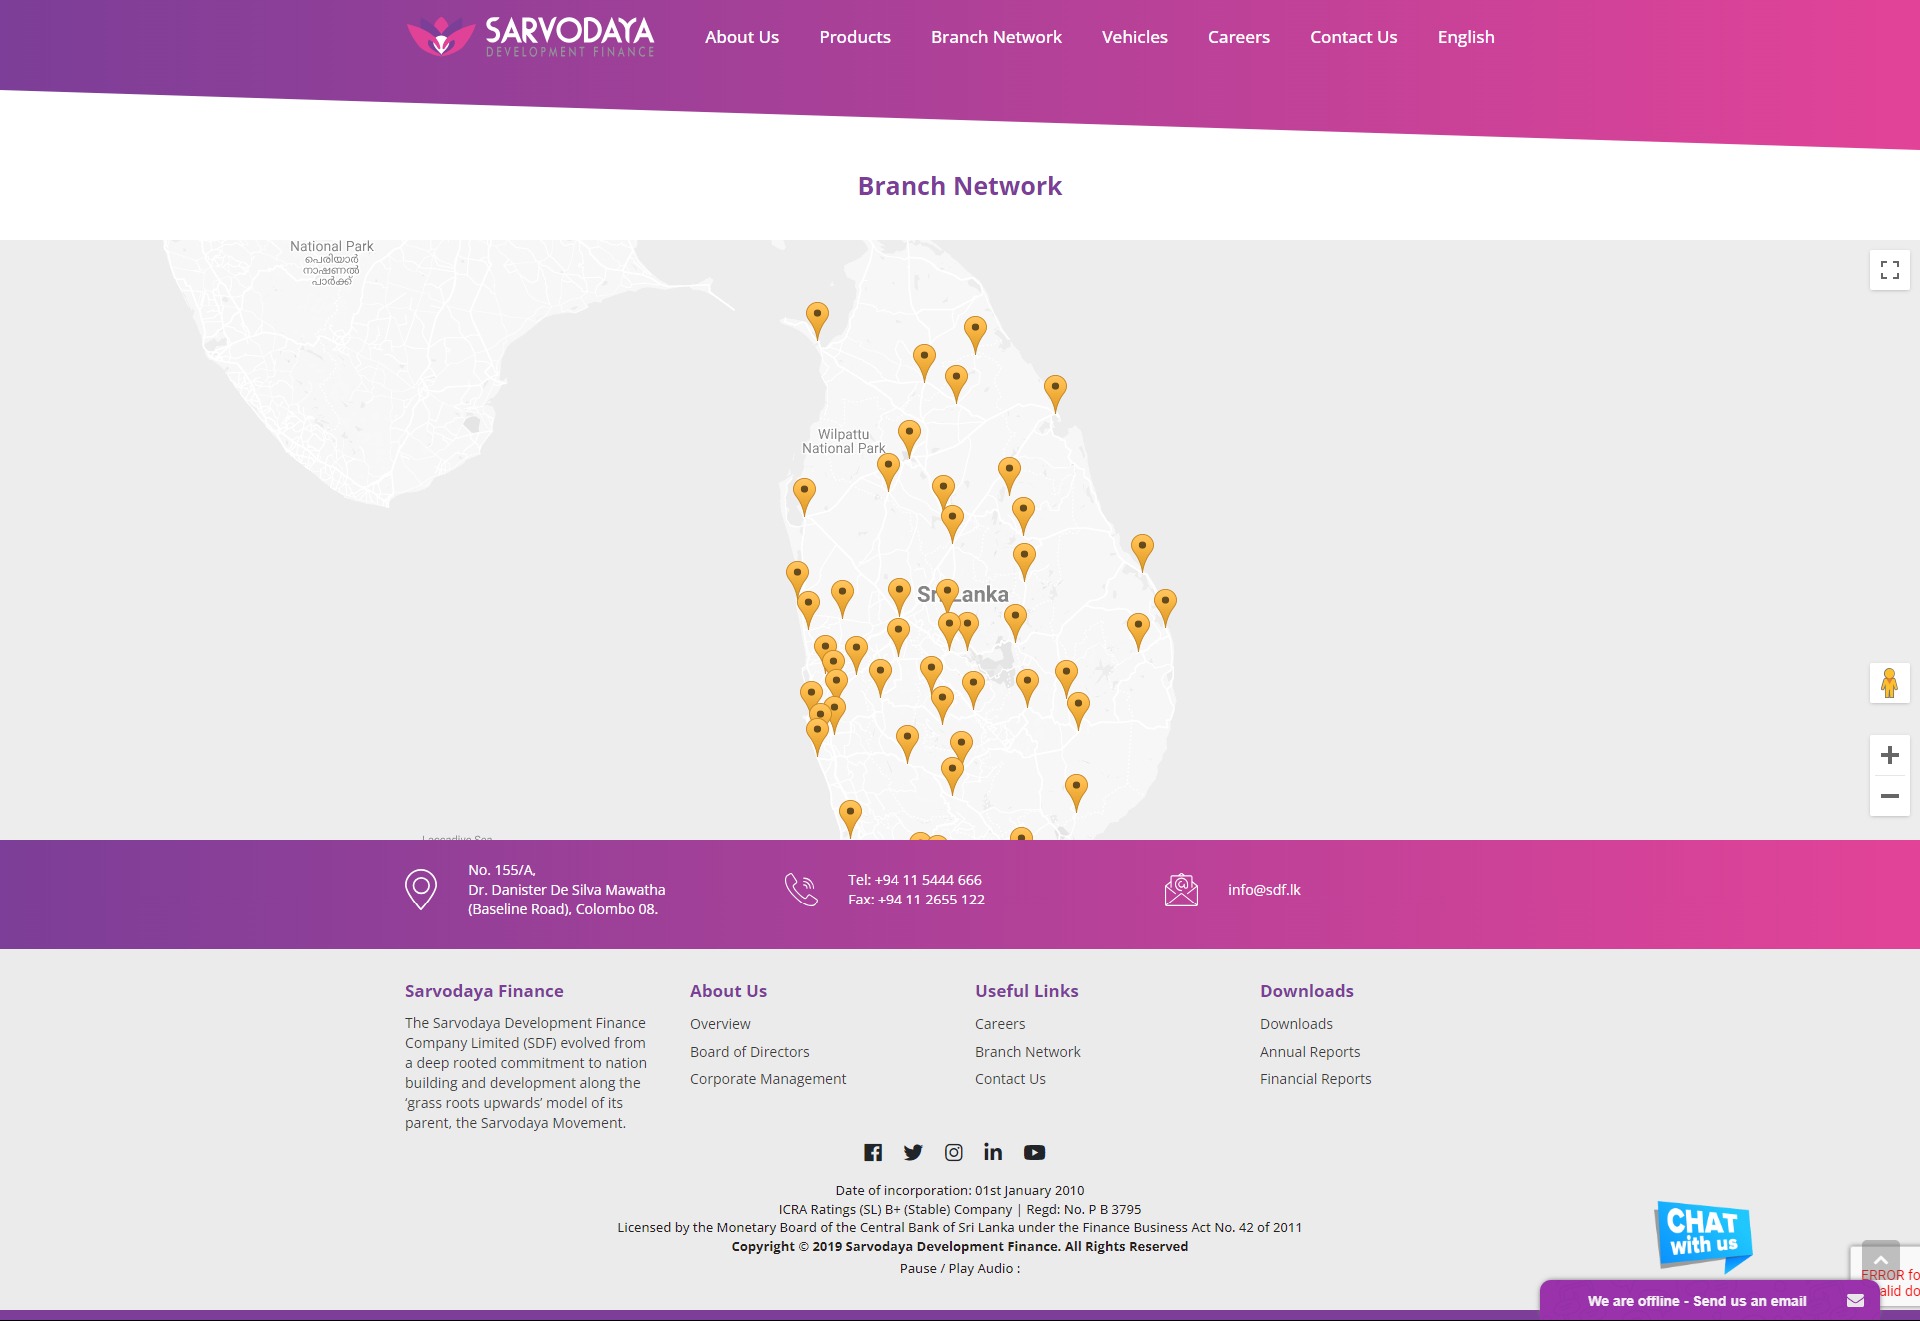 SARVODAYA
DEVELOPMENT FINANCE
About Us
Products
Branch Network
Vehicles
Careers
Contact Us
English
Branch Network
National Park
പെരിയാർ
നാഷണൽ
പാർക്ക്
Wilpattu
National Park
Sri Lanka
Laccadive Sea
No. 155/A,
Dr. Danister De Silva Mawatha
(Baseline Road), Colombo 08.
Tel: +94 11 5444 666
Fax: +94 11 2655 122
info@sdf.lk
Sarvodaya Finance
The Sarvodaya Development Finance
Company Limited (SDF) evolved from
a deep rooted commitment to nation
building and development along the
‘grass roots upwards’ model of its
parent, the Sarvodaya Movement.
About Us
Overview
Board of Directors
Corporate Management
Useful Links
Careers
Branch Network
Contact Us
Downloads
Downloads
Annual Reports
Financial Reports
Date of incorporation: 01st January 2010
ICRA Ratings (SL) B+ (Stable) Company | Regd: No. P B 3795
Licensed by the Monetary Board of the Central Bank of Sri Lanka under the Finance Business Act No. 42 of 2011
Copyright © 2019 Sarvodaya Development Finance. All Rights Reserved
Pause / Play Audio :
CHAT
with us
ERROR fo
alid do
We are offline - Send us an email